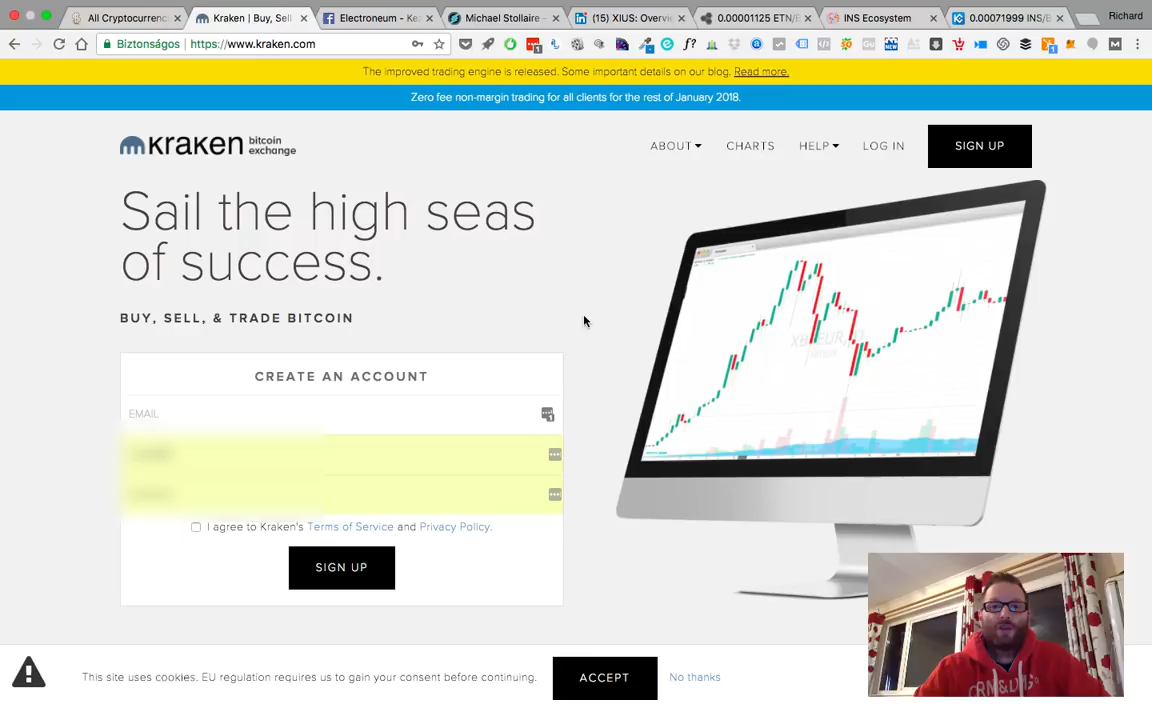 All Cryptocurrenc
Kraken | Buy, Sell
Electroneum - Ke
Michael Stollaire –
(15) XIUS: Overvi
0.00001125 ETN/B
INS Ecosystem
0.00071999 INS/B
Richard
Biztonságos
https://www.kraken.com
The improved trading engine is released. Some important details on our blog. Read more.
Zero fee non-margin trading for all clients for the rest of January 2018.
kraken bitcoin exchange
ABOUT
CHARTS
HELP
LOG IN
SIGN UP
Sail the high seas
of success.
BUY, SELL, & TRADE BITCOIN
CREATE AN ACCOUNT
EMAIL
I agree to Kraken's Terms of Service and Privacy Policy.
SIGN UP
This site uses cookies. EU regulation requires us to gain your consent before continuing.
ACCEPT
No thanks